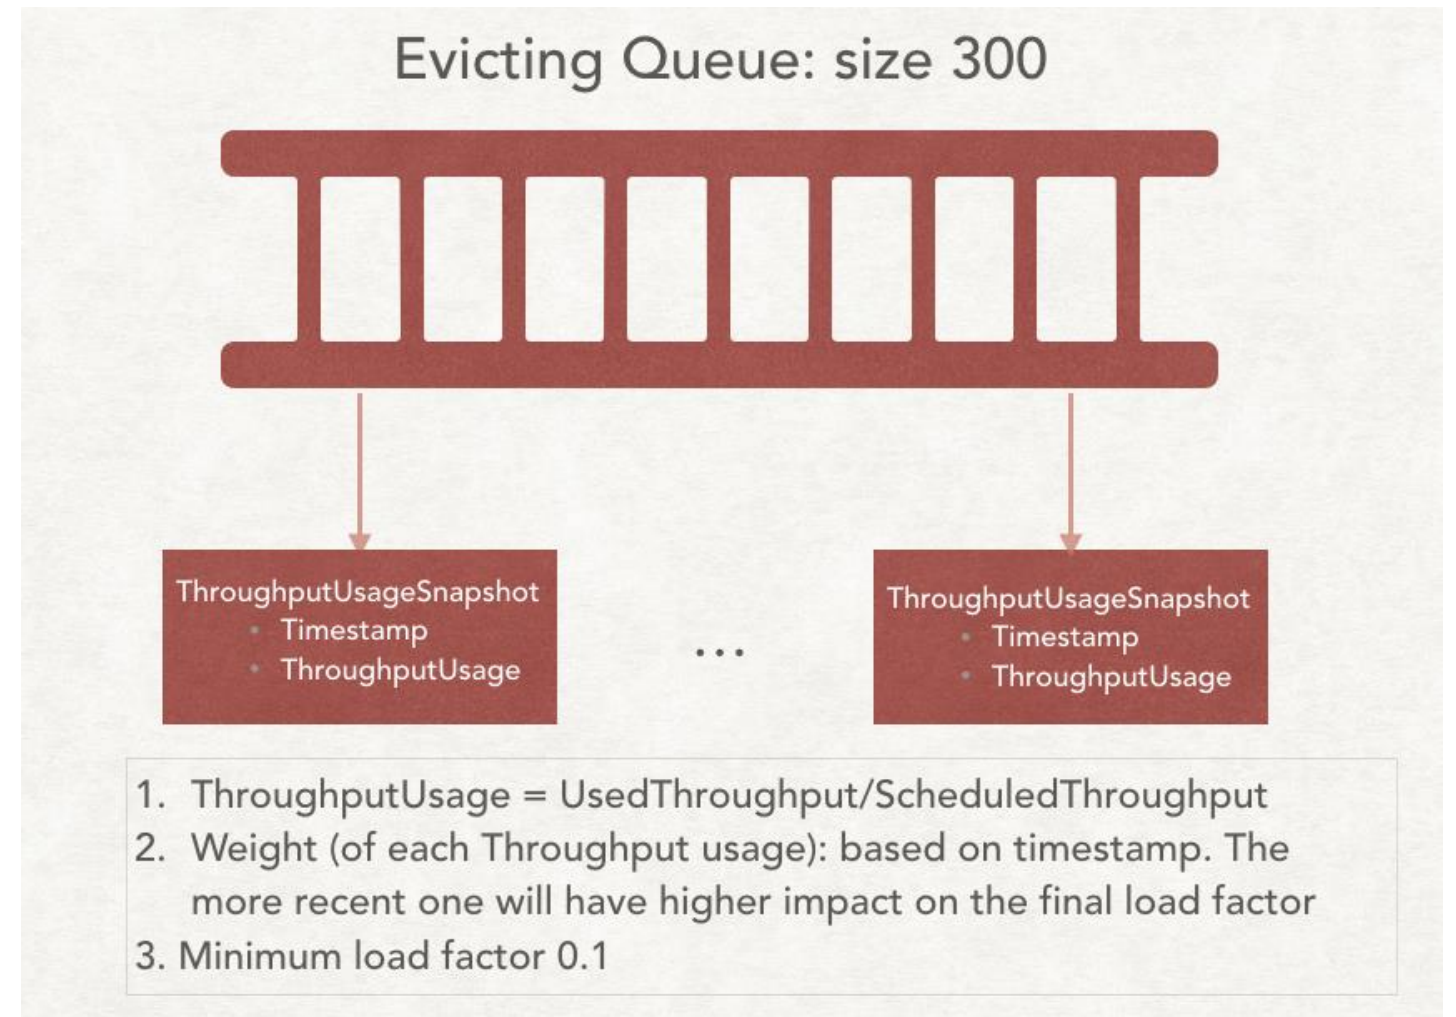 Evicting Queue: size 300
ThroughputUsageSnapshot
• Timestamp
• ThroughputUsage
...
ThroughputUsageSnapshot
• Timestamp
• ThroughputUsage
1. ThroughputUsage = UsedThroughput/ScheduledThroughput
2. Weight (of each Throughput usage): based on timestamp. The
more recent one will have higher impact on the final load factor
3. Minimum load factor 0.1